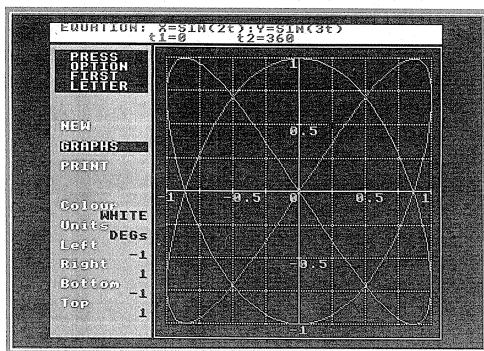 EQUATION: X=SIN(2t);Y=SIN(3t)
t1=0 t2=360
PRESS
OPTION
FIRST
LETTER
NEW
GRAPHS
PRINT
Colour
WHITE
Units
DEGs
Left
-1
Right
1
Bottom
-1
Top
1
1
0.5
-1
-0.5
0
0.5
1
-0.5
-1